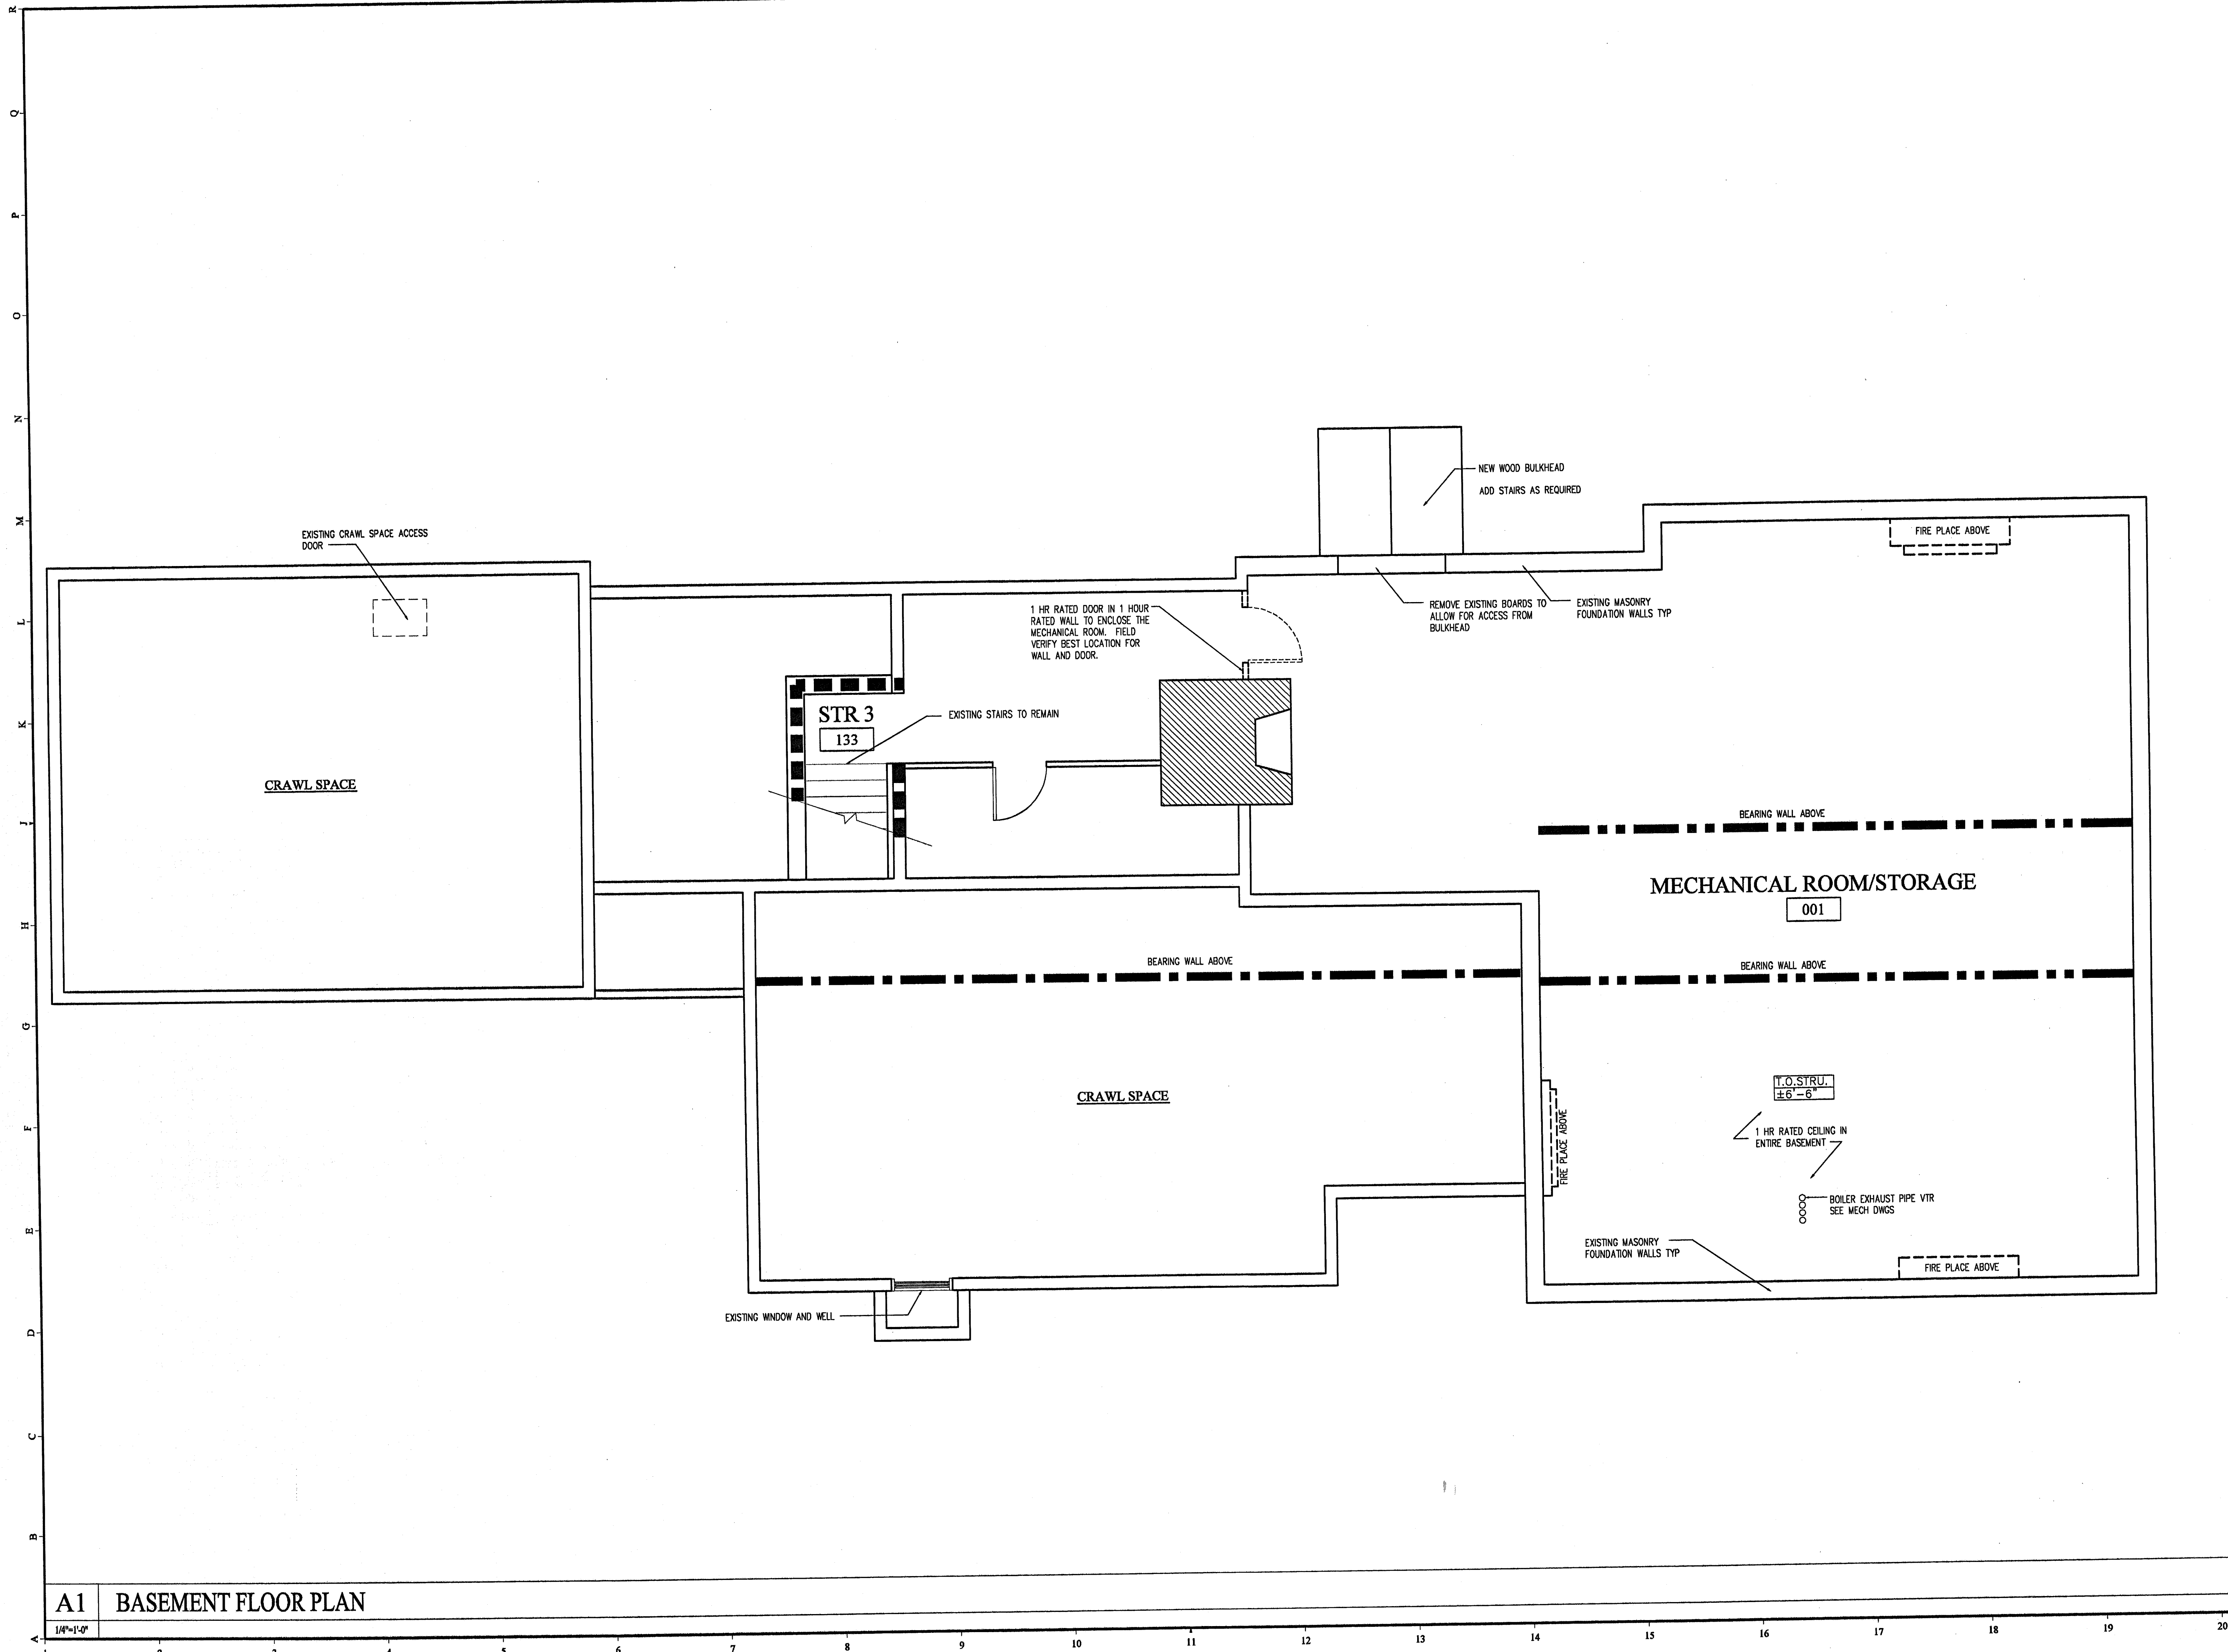 R
Q
P
O
N
M
L
K
J
H
G
F
E
D
C
B
A
NEW WOOD BULKHEAD
ADD STAIRS AS REQUIRED
FIRE PLACE ABOVE
EXISTING CRAWL SPACE ACCESS
DOOR
1 HR RATED DOOR IN 1 HOUR
RATED WALL TO ENCLOSE THE
MECHANICAL ROOM. FIELD
VERIFY BEST LOCATION FOR
WALL AND DOOR.
REMOVE EXISTING BOARDS TO
ALLOW FOR ACCESS FROM
BULKHEAD
EXISTING MASONRY
FOUNDATION WALLS TYP
STR 3
133
EXISTING STAIRS TO REMAIN
CRAWL SPACE
BEARING WALL ABOVE
MECHANICAL ROOM/STORAGE
001
BEARING WALL ABOVE
BEARING WALL ABOVE
CRAWL SPACE
T.O.STRU.
±6'-6"
FIRE PLACE ABOVE
1 HR RATED CEILING IN
ENTIRE BASEMENT
BOILER EXHAUST PIPE VTR
SEE MECH DWGS
EXISTING MASONRY
FOUNDATION WALLS TYP
FIRE PLACE ABOVE
EXISTING WINDOW AND WELL
A1 BASEMENT FLOOR PLAN
1/4"=1'-0"
5 6 7 8 9 10 11 12 13 14 15 16 17 18 19 20